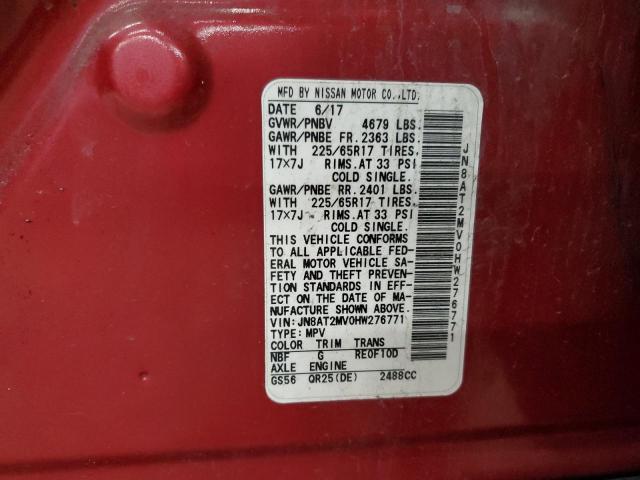 MFD BY NISSAN MOTOR CO.,LTD.
DATE 6/17
GVWR/PNBV 4679 LBS.
GAWR/PNBE FR. 2363 LBS.
WITH 225/65R17 TIRES,
17×7J RIMS.AT 33 PSI
COLD SINGLE.
GAWR/PNBE RR. 2401 LBS.
WITH 225/65R17 TIRES,
17×7J RIMS.AT 33 PSI
COLD SINGLE.
THIS VEHICLE CONFORMS
TO ALL APPLICABLE FED-
ERAL MOTOR VEHICLE SA-
FETY AND THEFT PREVEN-
TION STANDARDS IN EFF-
ECT ON THE DATE OF MA-
NUFACTURE SHOWN ABOVE.
VIN:JN8AT2MV0HW276771
TYPE:MPV
COLOR TRIM TRANS
NBF G RE0F10D
AXLE ENGINE
GS56 QR25(DE) 2488CC
JN8AT2MV0HW276771